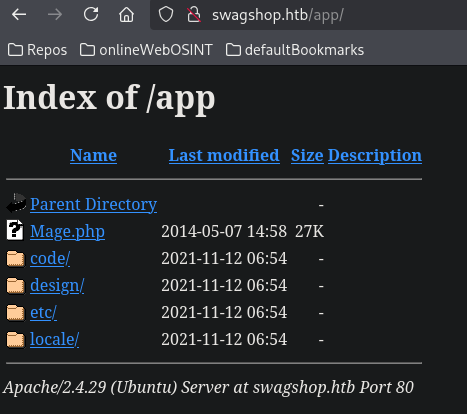 swagshop.htb/app/
Repos onlineWebOSINT defaultBookmarks
Index of /app
Name Last modified Size Description
Parent Directory -
Mage.php 2014-05-07 14:58 27K
code/ 2021-11-12 06:54 -
design/ 2021-11-12 06:54 -
etc/ 2021-11-12 06:54 -
locale/ 2021-11-12 06:54 -
Apache/2.4.29 (Ubuntu) Server at swagshop.htb Port 80